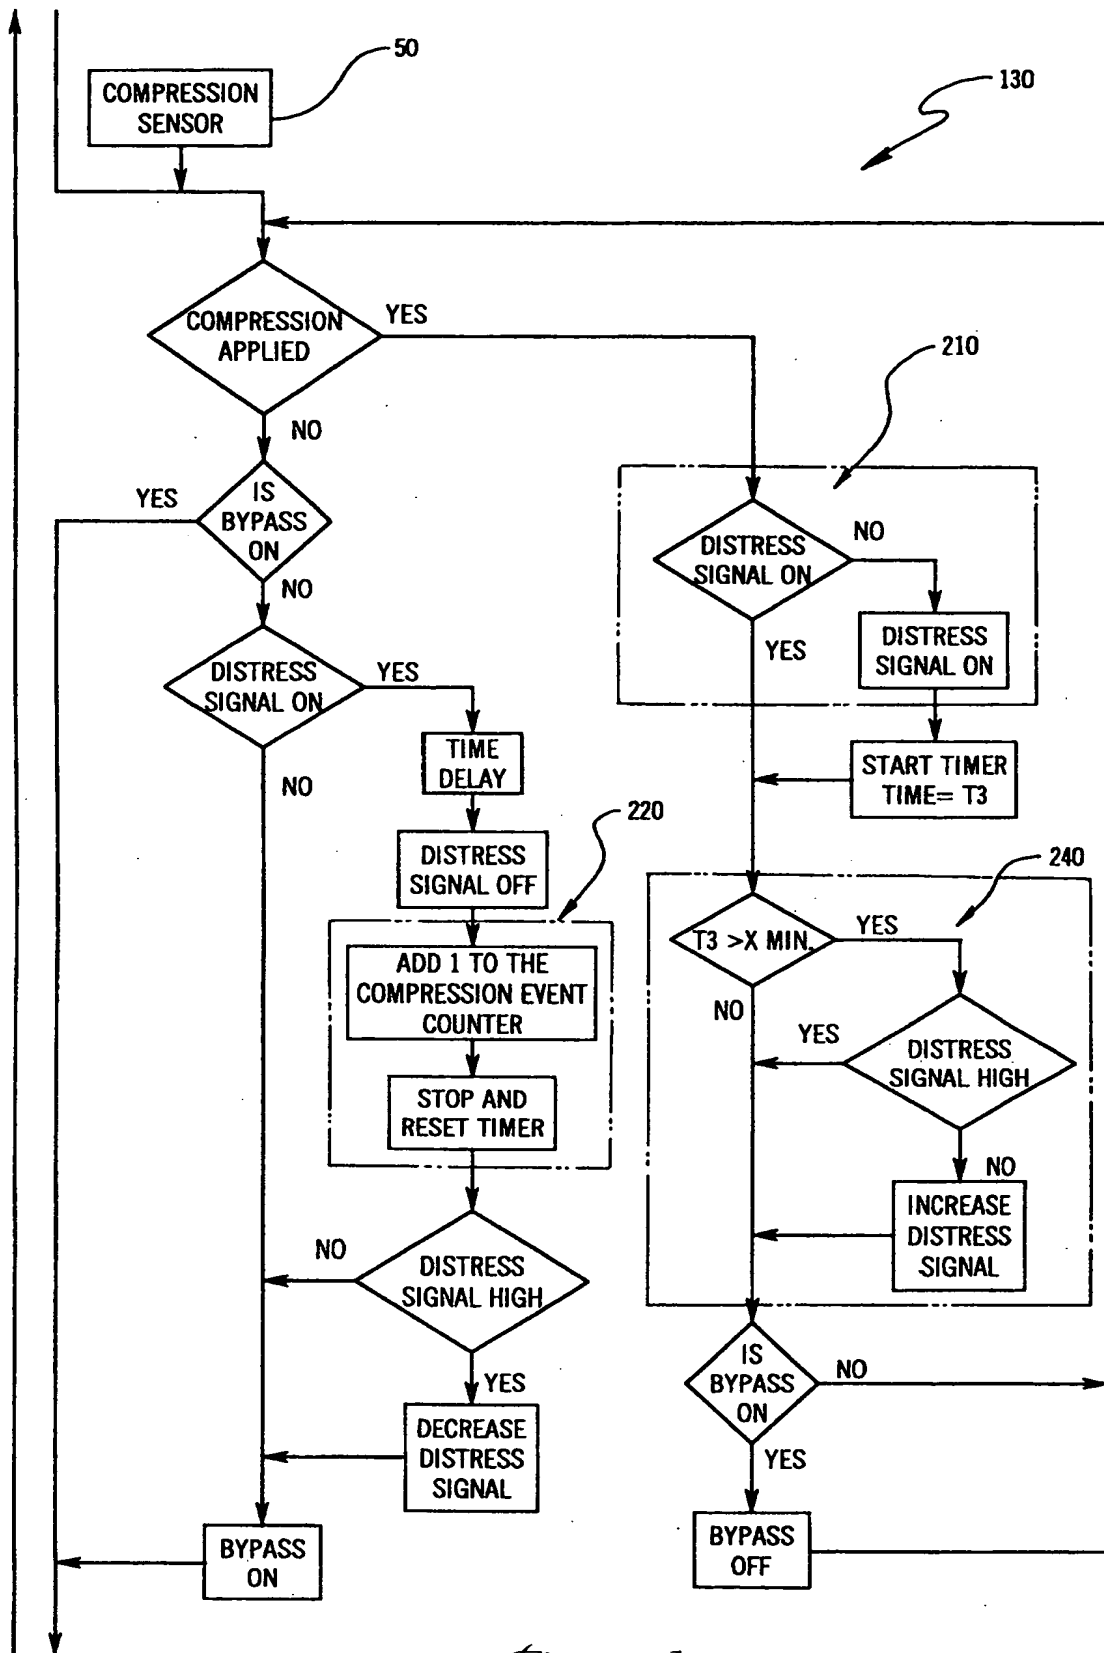 50
COMPRESSION
SENSOR
130
COMPRESSION
APPLIED
YES
NO
210
YES
IS
BYPASS
ON
NO
DISTRESS
SIGNAL ON
NO
YES
DISTRESS
SIGNAL ON
DISTRESS
SIGNAL ON
YES
NO
TIME
DELAY
START TIMER
TIME= T3
220
DISTRESS
SIGNAL OFF
240
T3 >X MIN.
YES
NO
ADD 1 TO THE
COMPRESSION EVENT
COUNTER
YES
DISTRESS
SIGNAL HIGH
STOP AND
RESET TIMER
NO
INCREASE
DISTRESS
SIGNAL
NO
DISTRESS
SIGNAL HIGH
YES
IS
BYPASS
ON
NO
YES
DECREASE
DISTRESS
SIGNAL
BYPASS
ON
BYPASS
OFF